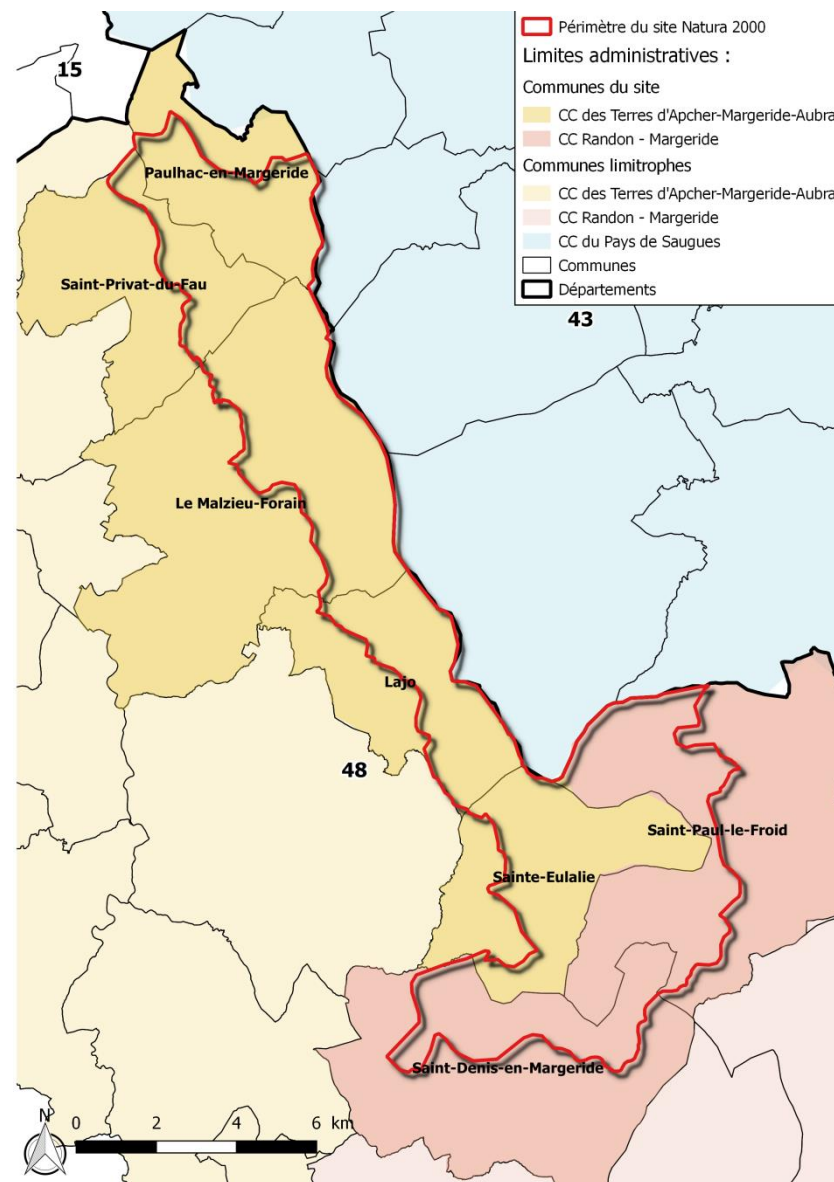 Périmètre du site Natura 2000
Limites administratives :
Communes du site
CC des Terres d'Apcher-Margeride-Aubra
CC Randon - Margeride
Communes limitrophes
CC des Terres d'Apcher-Margeride-Aubra
CC Randon - Margeride
CC du Pays de Saugues
Communes
Départements
15
Paulhac-en-Margeride
Saint-Privat-du-Fau
43
Le Malzieu-Forain
Lajo
48
Saint-Paul-le-Froid
Sainte-Eulalie
Saint-Denis-en-Margeride
N
0 2 4 6 km